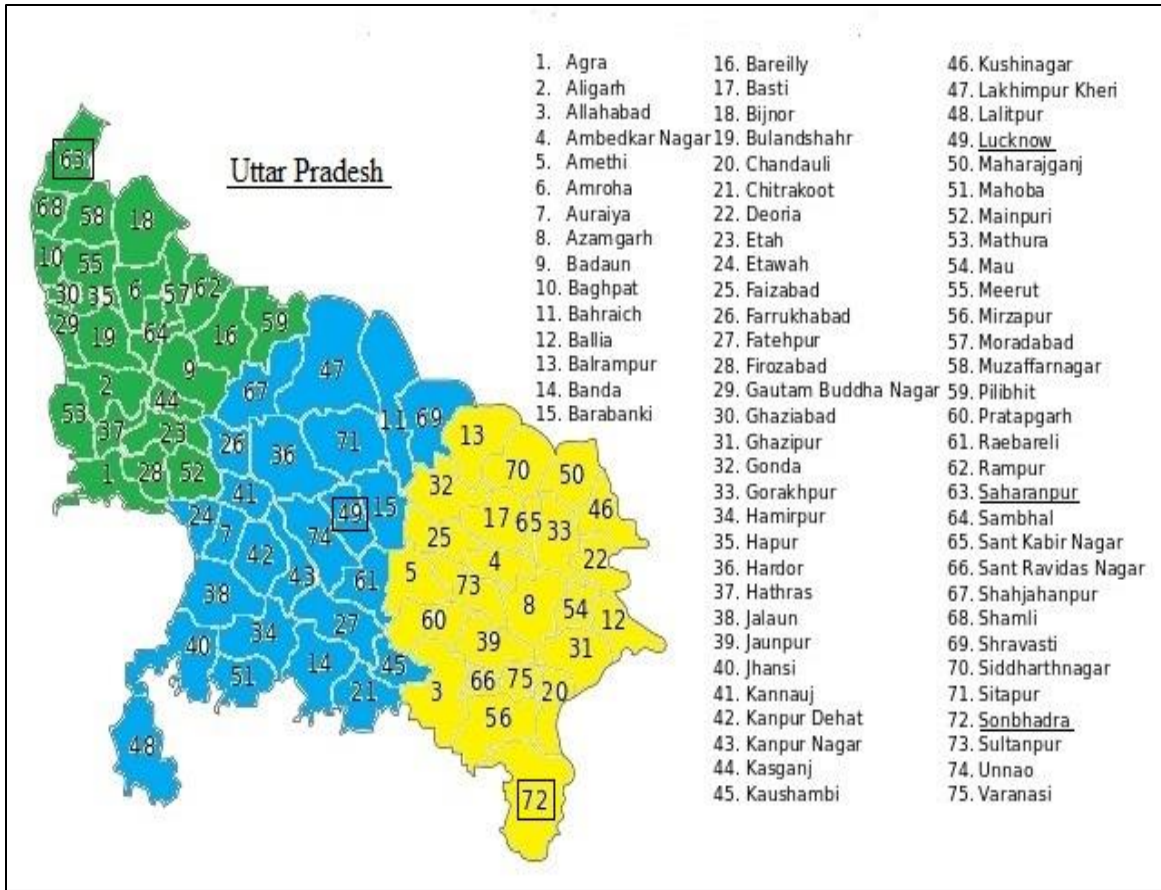 Uttar Pradesh
1. Agra
2 Aligarh
3. Allahabad
4 Ambedkar Nagar
5. Amethi
6. Amroha
7. Auraiya
8. Azamgarh
9. Badaun
10. Baghpat
11. Bahraich
12. Ballia
13. Balrampur
14. Banda
15. Barabanki
16. Bareilly
17. Basti
18. Bijnor
19. Bulandshahr
20. Chandauli
21. Chitrakoot
22. Deoria
23. Etah
24. Etawah
25. Faizabad
26. Farrukhabad
27. Fatehpur
28. Firozabad
29. Gautam Buddha Nagar
30. Ghaziabad
31. Ghazipur
32. Gonda
33. Gorakhpur
34. Hamirpur
35. Hapur
36. Hardor
37. Hathras
38. Jalaun
39. Jaunpur
40. Jhansi
41. Kannauj
42. Kanpur Dehat
43. Kanpur Nagar
44. Kasganj
45. Kaushambi
46. Kushinagar
47. Lakhimpur Kheri
48. Lalitpur
49. Lucknow
50. Maharajganj
51. Mahoba
52. Mainpuri
53. Mathura
54. Mau
55. Meerut
56. Mirzapur
57. Moradabad
58. Muzaffarnagar
59. Pilibhit
60. Pratapgarh
61. Raebareli
62. Rampur
63. Saharanpur
64. Sambhal
65. Sant Kabir Nagar
66. Sant Ravidas Nagar
67. Shahjahanpur
68. Shamli
69. Shravasti
70. Siddharthnagar
71. Sitapur
72. Sonbhadra
73. Sultanpur
74. Unnao
75. Varanasi
63
68
58
18
10
55
30
35
6
57
62
29
19
64
16
59
2
9
44
53
37
23
1
28
52
67
47
11
69
26
36
71
41
49
15
24
7
42
74
43
61
38
27
40
34
14
45
51
21
48
13
70
50
32
17
65
33
46
25
4
22
5
73
8
54
12
60
39
31
3
66
75
20
56
72